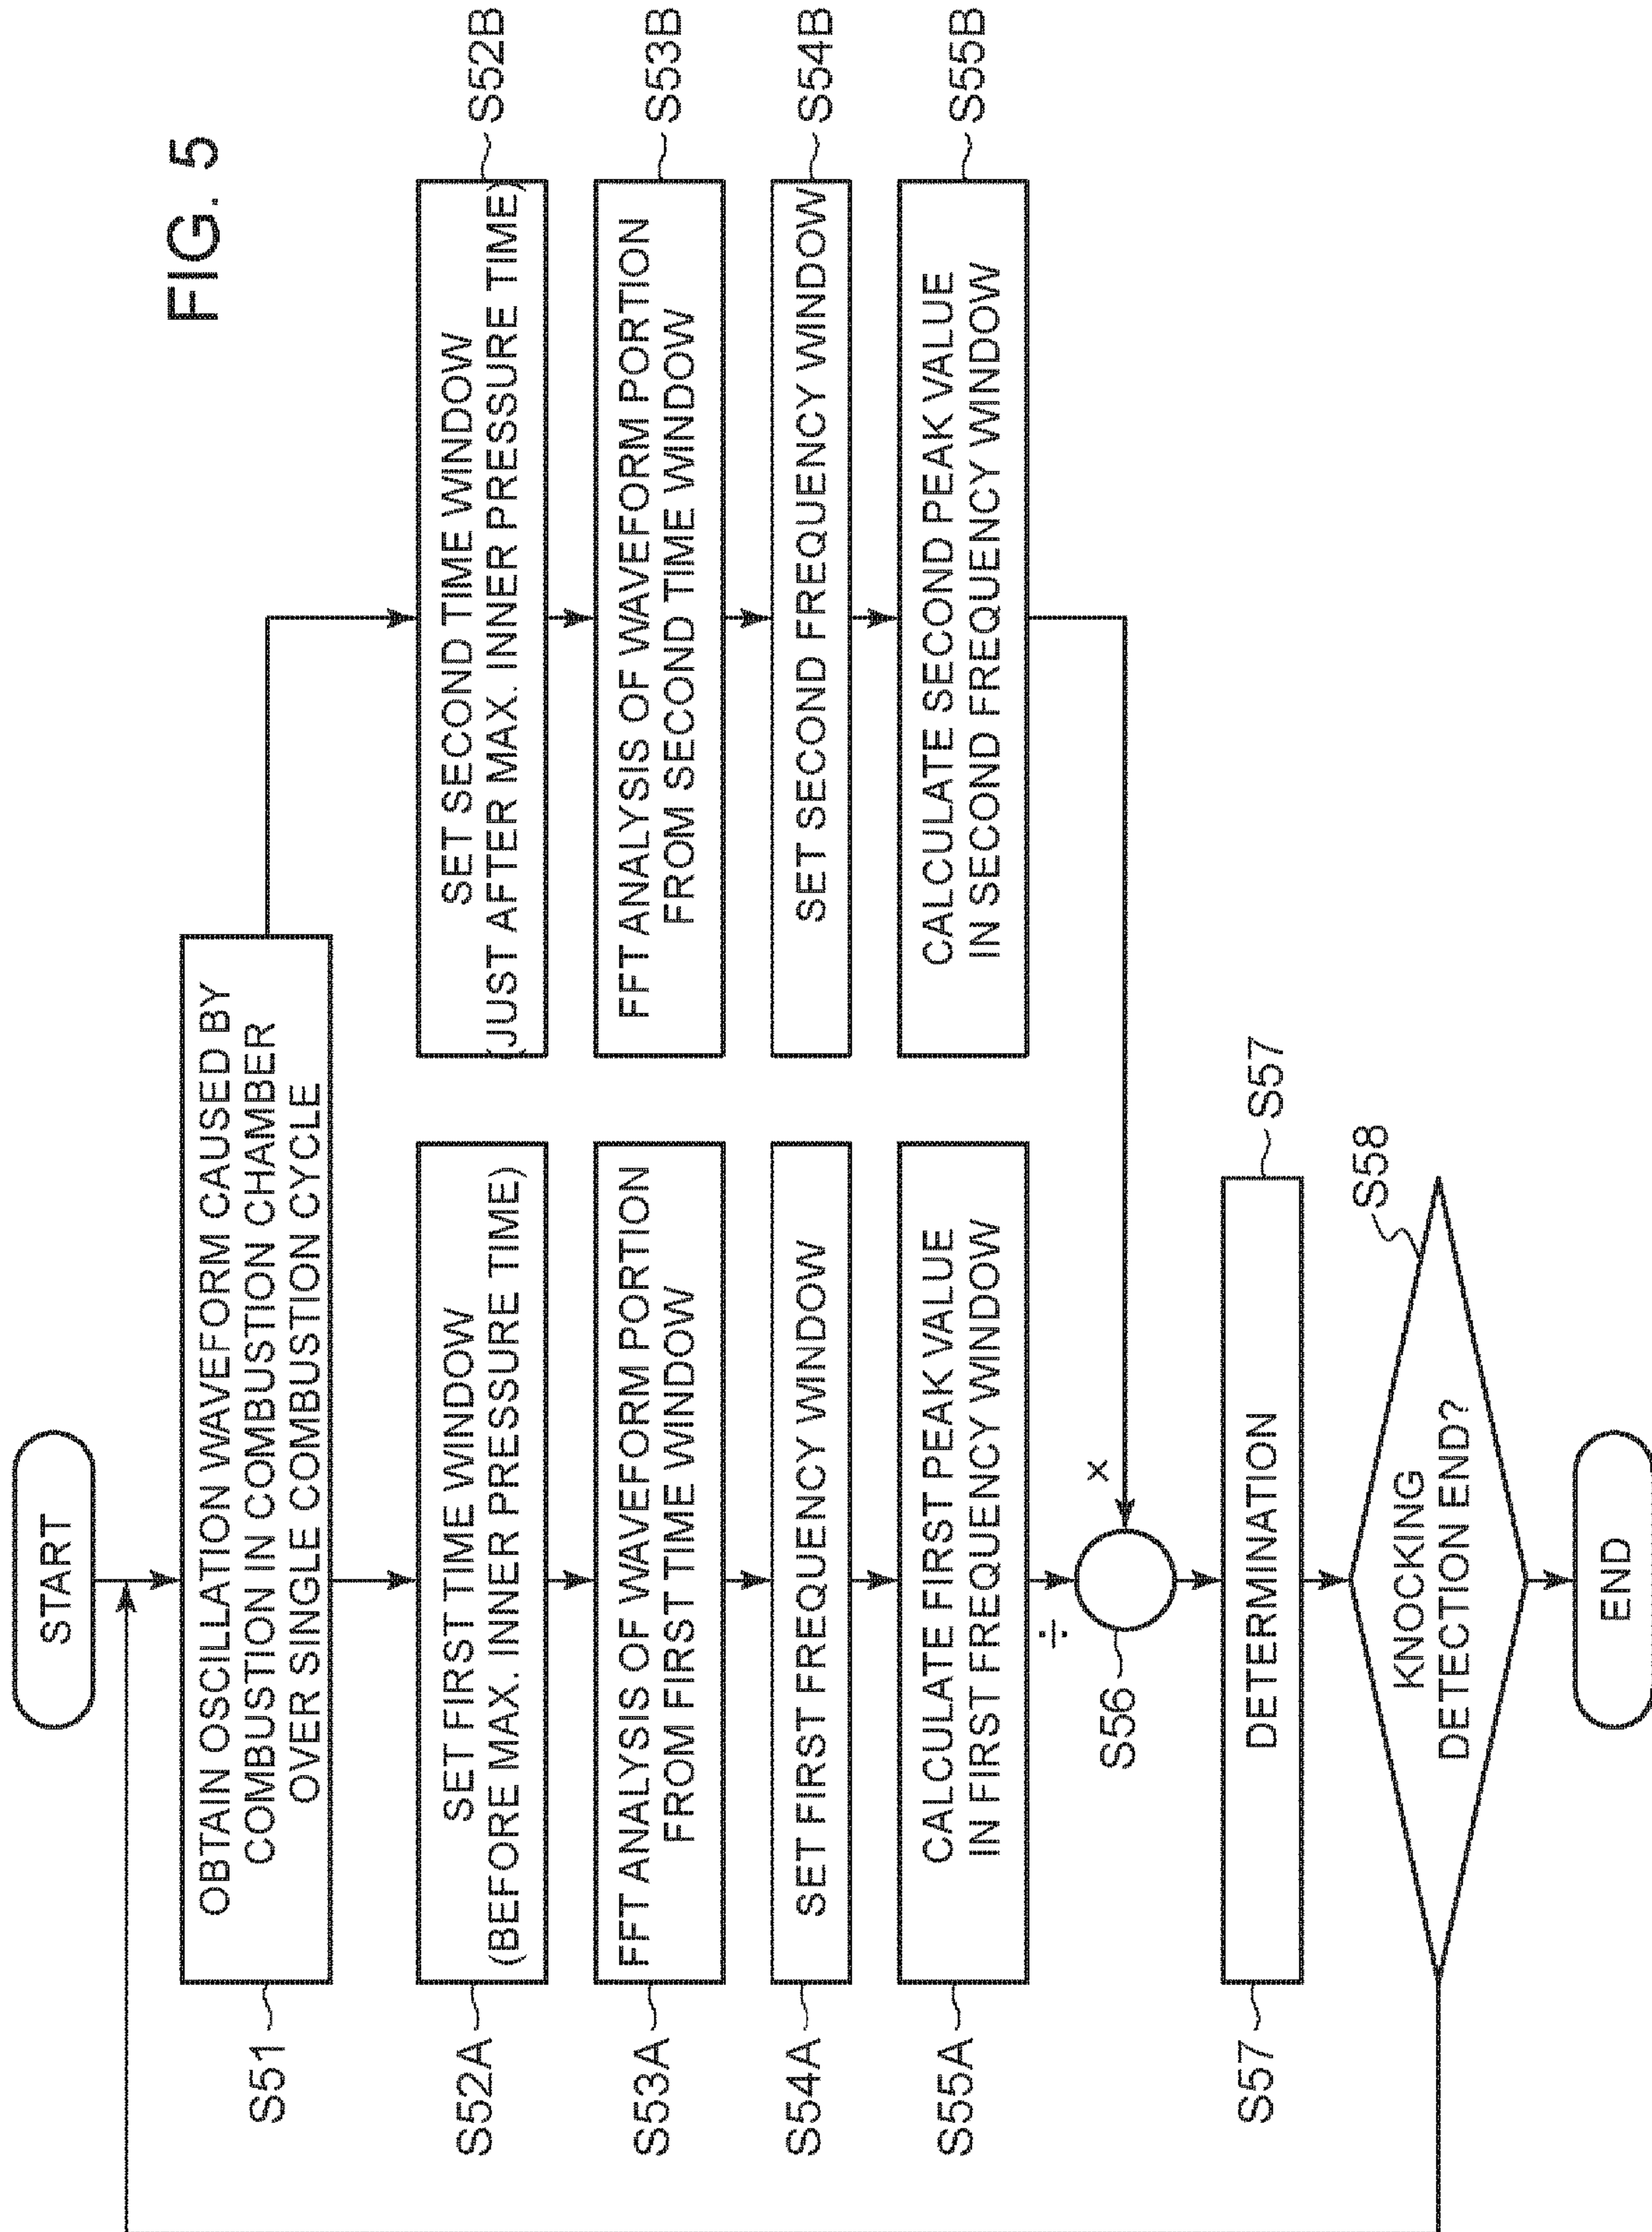 FIG. 5
START
OBTAIN OSCILLATION WAVEFORM CAUSED BY
COMBUSTION IN COMBUSTION CHAMBER
OVER SINGLE COMBUSTION CYCLE
S51
SET FIRST TIME WINDOW
(BEFORE MAX. INNER PRESSURE TIME)
S52A
SET SECOND TIME WINDOW
(JUST AFTER MAX. INNER PRESSURE TIME)
S52B
FFT ANALYSIS OF WAVEFORM PORTION
FROM FIRST TIME WINDOW
S53A
FFT ANALYSIS OF WAVEFORM PORTION
FROM SECOND TIME WINDOW
S53B
SET FIRST FREQUENCY WINDOW
S54A
SET SECOND FREQUENCY WINDOW
S54B
CALCULATE FIRST PEAK VALUE
IN FIRST FREQUENCY WINDOW
S55A
CALCULATE SECOND PEAK VALUE
IN SECOND FREQUENCY WINDOW
S55B
÷
×
S56
S57
DETERMINATION
S57
KNOCKING
DETECTION END?
S58
END